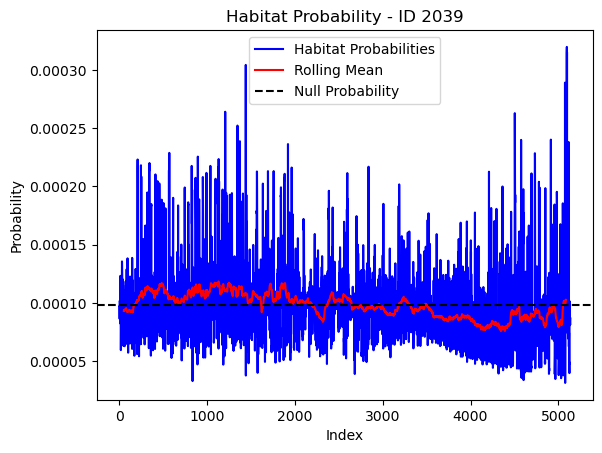 Habitat Probability - ID 2039
Habitat Probabilities
Rolling Mean
Null Probability
Probability
0.00030
0.00025
0.00020
0.00015
0.00010
0.00005
0
1000
2000
3000
4000
5000
Index